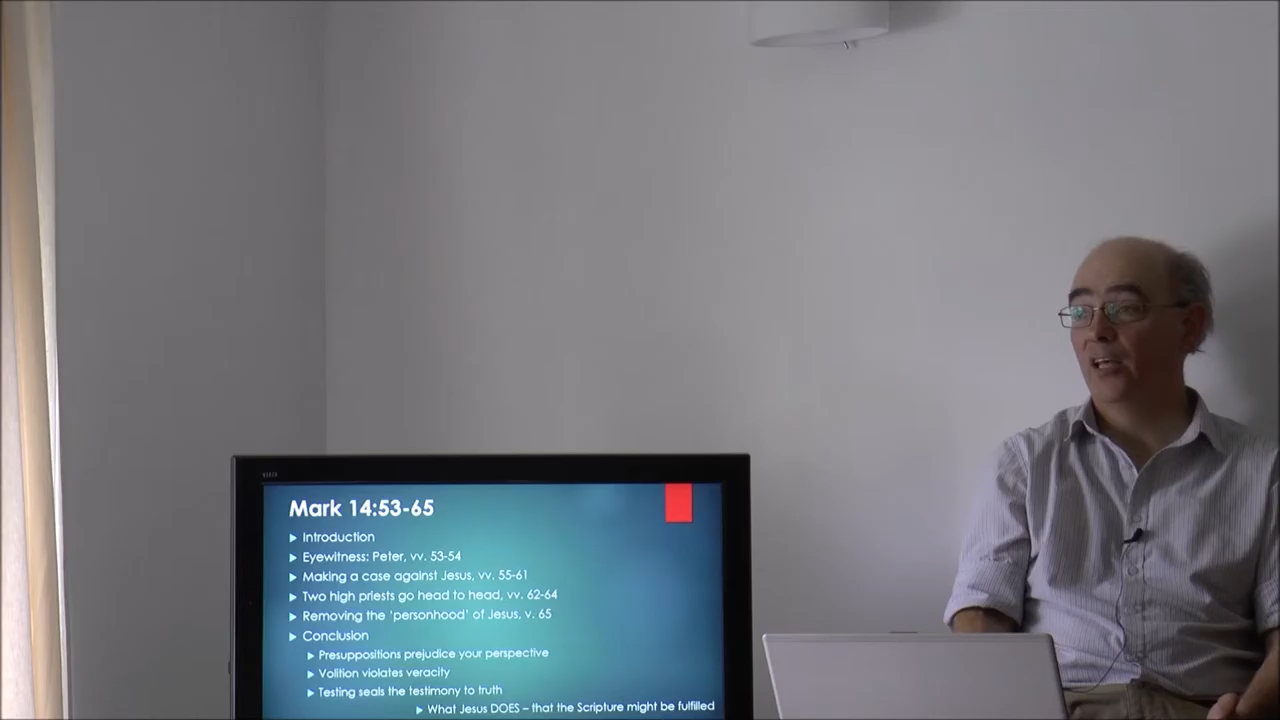 Mark 14:53-65
Introduction
Eyewitness: Peter, vv. 53-54
Making a case against Jesus, vv. 55-61
Two high priests go head to head, vv. 62-64
Removing the 'personhood' of Jesus, v. 65
Conclusion
Presuppositions prejudice your perspective
Volition violates veracity
Testing seals the testimony to truth
What Jesus DOES – that the Scripture might be fulfilled